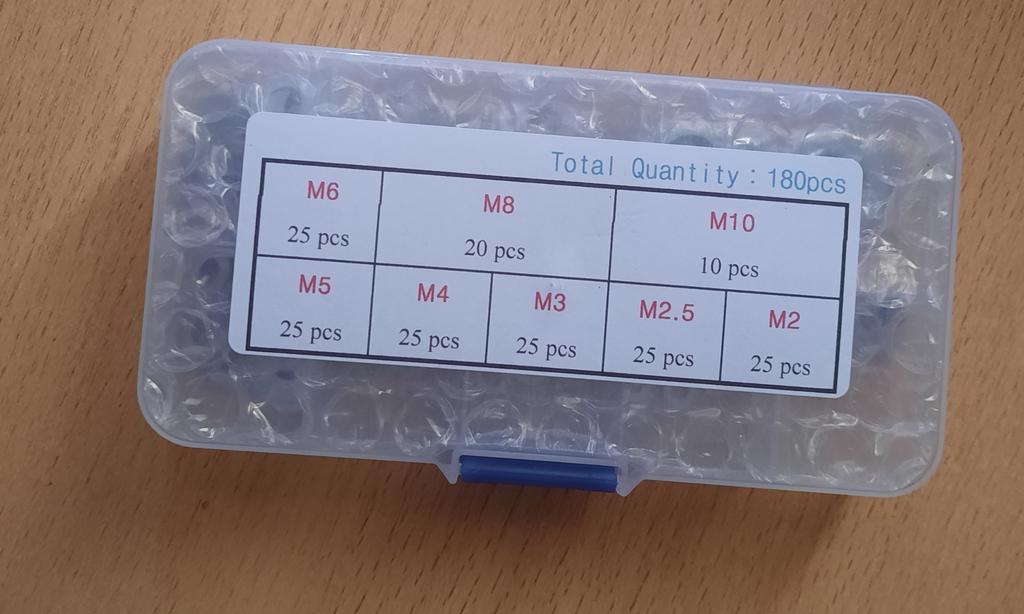 Total Quantity：180pcs
M6 M8 M10
25 pcs 20 pcs 10 pcs
M5 M4 M3 M2.5 M2
25 pcs 25 pcs 25 pcs 25 pcs 25 pcs